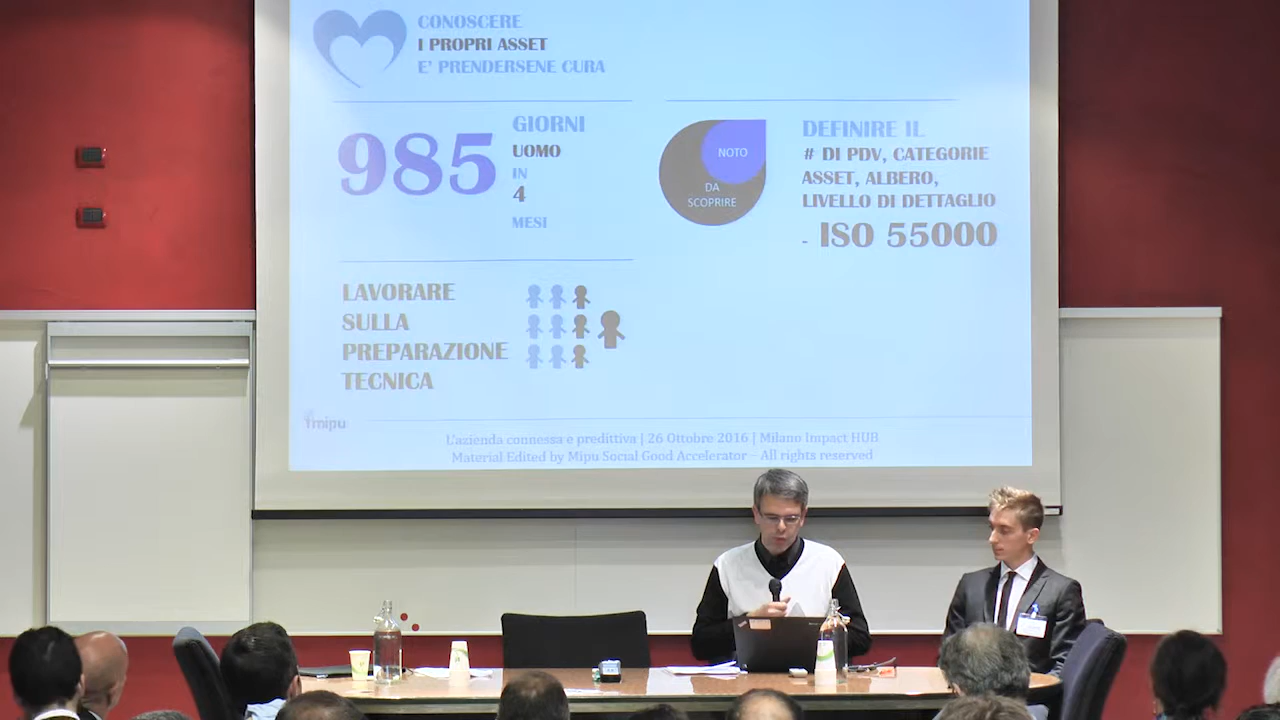 CONOSCERE
I PROPRI ASSET
E' PRENDERSENE CURA
985
GIORNI
UOMO
IN
4
MESI
NOTO
DA
SCOPRIRE
DEFINIRE IL
# DI PDV, CATEGORIE
ASSET, ALBERO,
LIVELLO DI DETTAGLIO
- ISO 55000
LAVORARE
SULLA
PREPARAZIONE
TECNICA
mipu
L'azienda connessa e predittiva | 26 Ottobre 2016 | Milano Impact HUB
Material Edited by Mipu Social Good Accelerator – All rights reserved